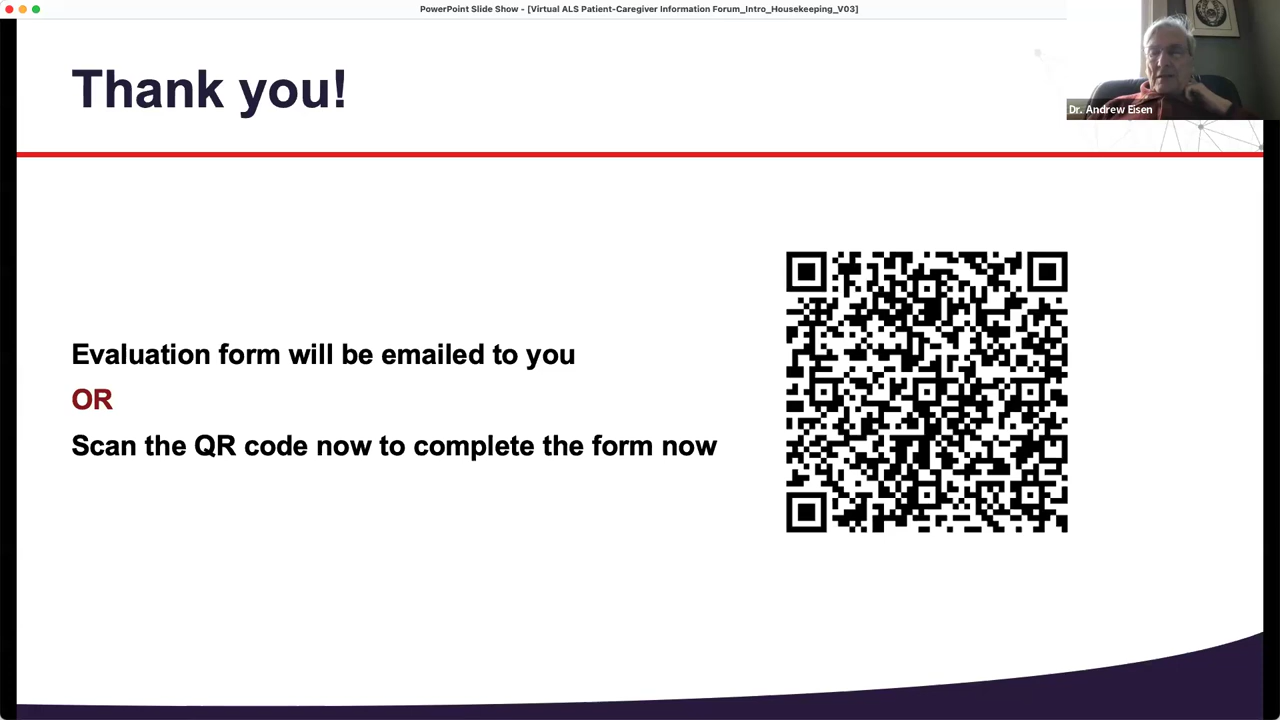 PowerPoint Slide Show - [Virtual ALS Patient-Caregiver Information Forum_Intro_Housekeeping_V03]
Thank you!
Dr. Andrew Eisen
Evaluation form will be emailed to you
OR
Scan the QR code now to complete the form now